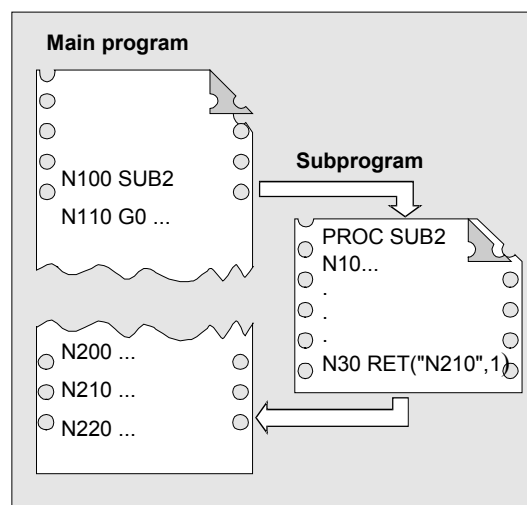 Main program
N100 SUB2
N110 G0 ...
Subprogram
PROC SUB2
N10...
.
.
.
N30 RET("N210",1)
N200 ...
N210 ...
N220 ...